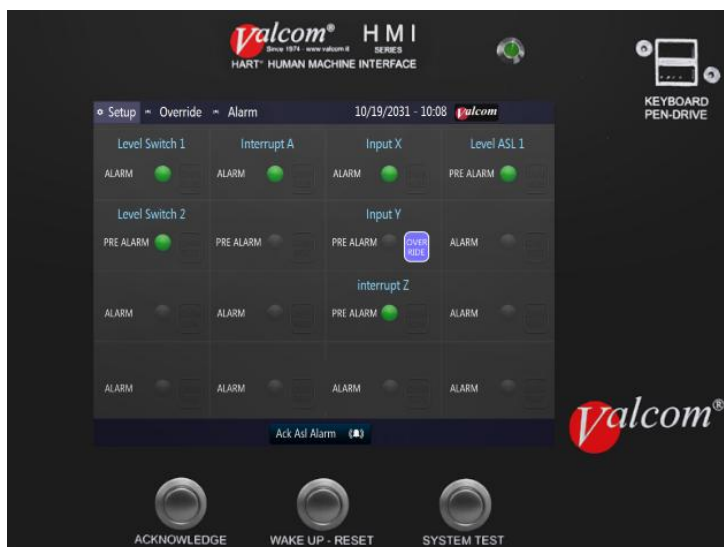 Valcom® HMI
Since 1974 - www.valcom.it SERIES
HART® HUMAN MACHINE INTERFACE
KEYBOARD
PEN-DRIVE
Setup Override Alarm 10/19/2031 - 10:08 Valcom
Level Switch 1 Interrupt A Input X Level ASL 1
ALARM ALARM ALARM PRE ALARM
Level Switch 2 Input Y
PRE ALARM PRE ALARM PRE ALARM OVER
RIDE ALARM
interrupt Z
ALARM ALARM PRE ALARM ALARM
ALARM ALARM ALARM ALARM
Ack Asl Alarm
Valcom®
ACKNOWLEDGE WAKE UP - RESET SYSTEM TEST